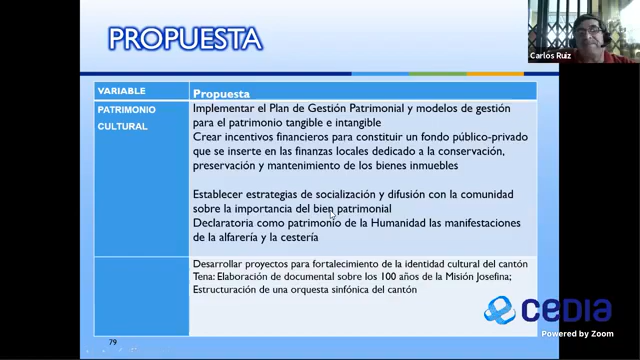 PROPUESTA
Carlos Ruiz
VARIABLE
Propuesta
PATRIMONIO
CULTURAL
Implementar el Plan de Gestión Patrimonial y modelos de gestión
para el patrimonio tangible e intangible
Crear incentivos financieros para constituir un fondo público-privado
que se inserte en las finanzas locales dedicado a la conservación,
preservación y mantenimiento de los bienes inmuebles
Establecer estrategias de socialización y difusión con la comunidad
sobre la importancia del bien patrimonial
Declaratoria como patrimonio de la Humanidad las manifestaciones
de la alfarería y la cestería
Desarrollar proyectos para fortalecimiento de la identidad cultural del cantón
Tena: Elaboración de documental sobre los 100 años de la Misión Josefina;
Estructuración de una orquesta sinfónica del cantón
cedia
Powered by Zoom
79